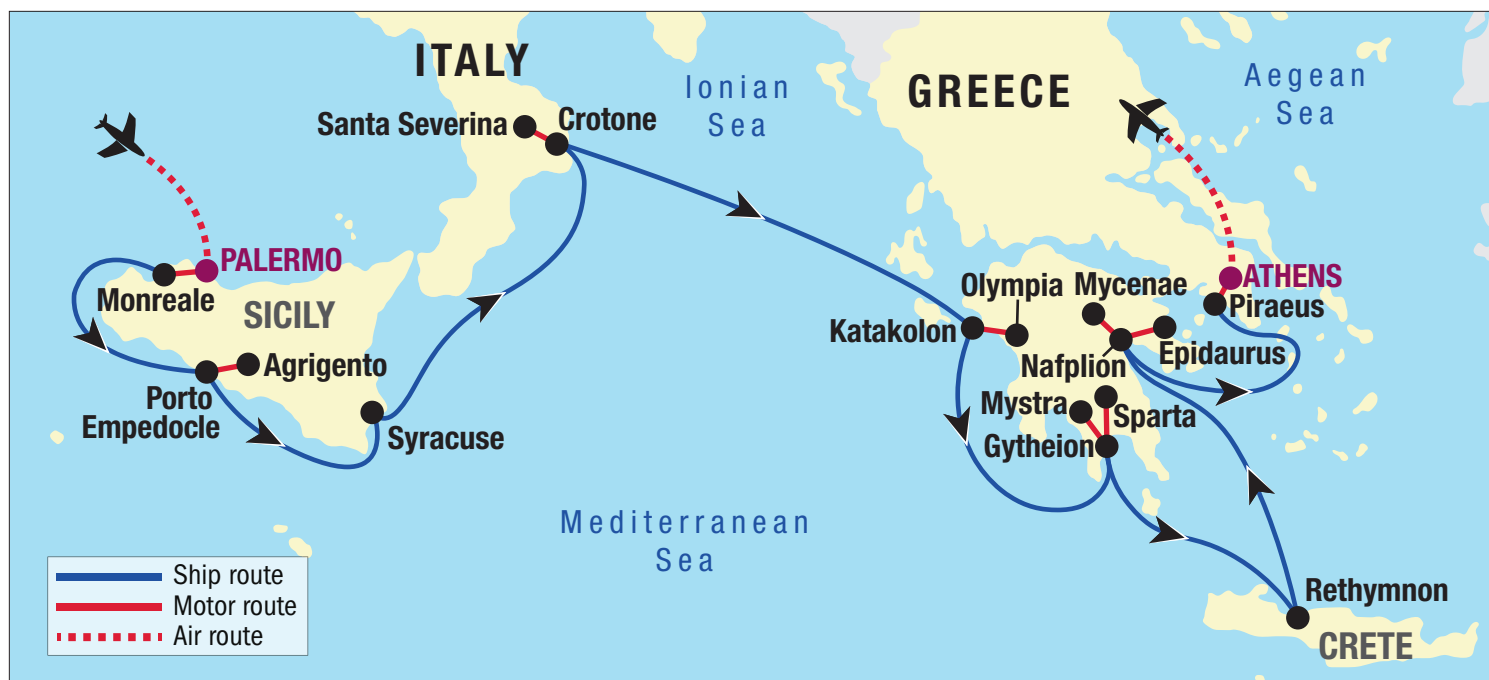 ITALY
GREECE
Ionian
Sea
Aegean
Sea
Santa Severina
Crotone
PALERMO
Monreale
SICILY
Agrigento
Porto
Empedocle
Syracuse
Katakolon
Olympia
Mycenae
Nafplion
Epidaurus
ATHENS
Piraeus
Mystra
Sparta
Gytheion
Mediterranean
Sea
Rethymnon
CRETE
Ship route
Motor route
Air route